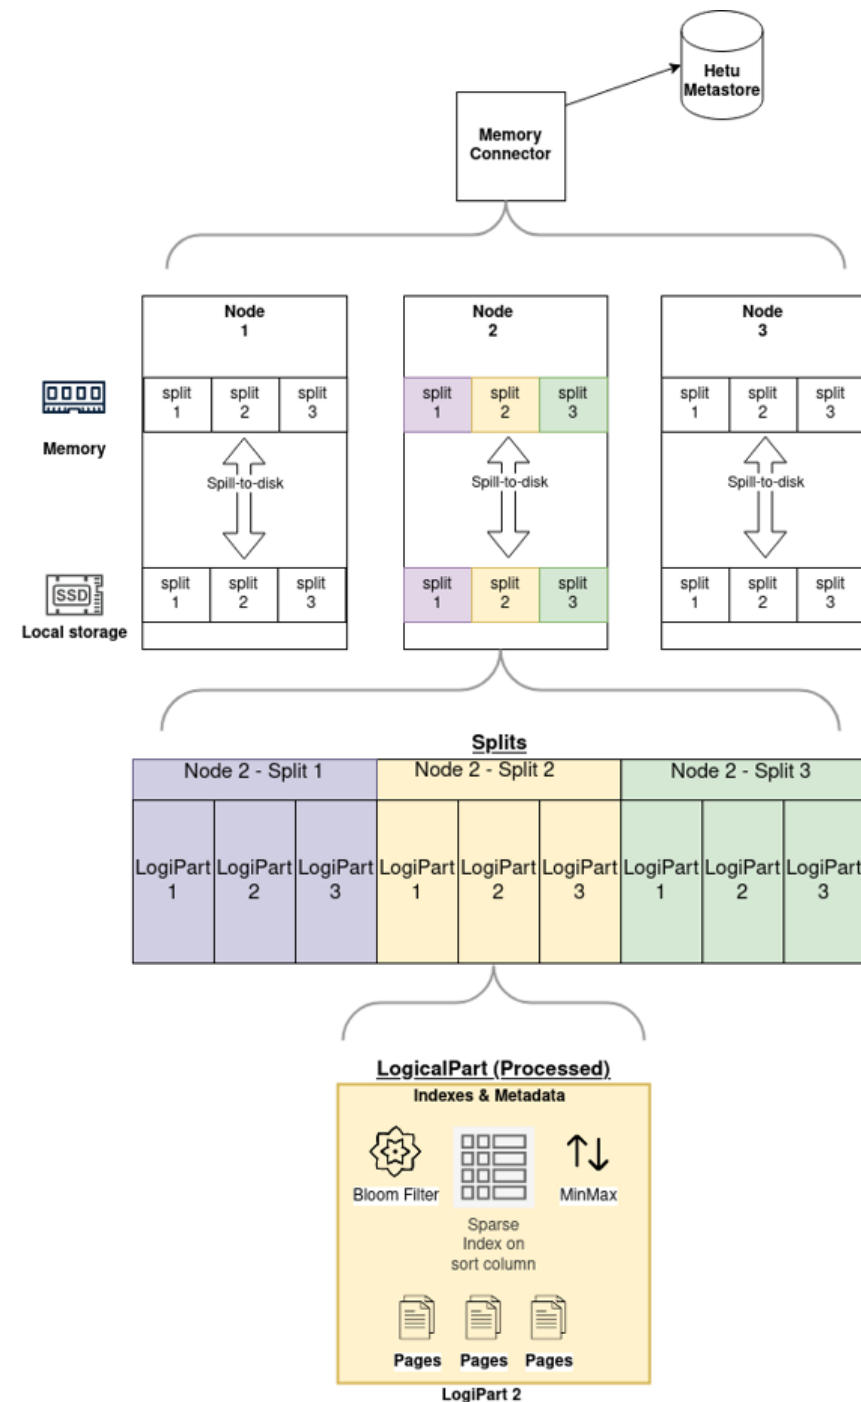 Hetu
Metastore
Memory
Connector
Node
1
Node
2
Node
3
split
1
split
2
split
3
split
1
split
2
split
3
split
1
split
2
split
3
Memory
Spill-to-disk
Spill-to-disk
Spill-to-disk
split
1
split
2
split
3
split
1
split
2
split
3
split
1
split
2
split
3
SSD
Local storage
Splits
Node 2 - Split 1
Node 2 - Split 2
Node 2 - Split 3
LogiPart
1
LogiPart
2
LogiPart
3
LogiPart
1
LogiPart
2
LogiPart
3
LogiPart
1
LogiPart
2
LogiPart
3
LogicalPart (Processed)
Indexes & Metadata
Bloom Filter
Sparse
Index on
sort column
MinMax
Pages
Pages
Pages
LogiPart 2